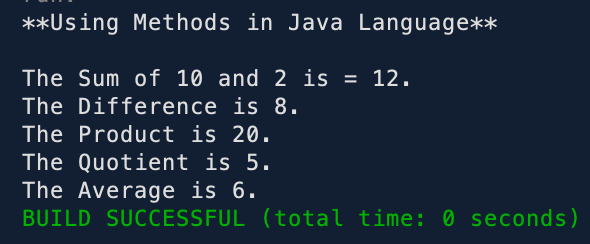 **Using Methods in Java Language**
The Sum of 10 and 2 is = 12.
The Difference is 8.
The Product is 20.
The Quotient is 5.
The Average is 6.
BUILD SUCCESSFUL (total time: 0 seconds)